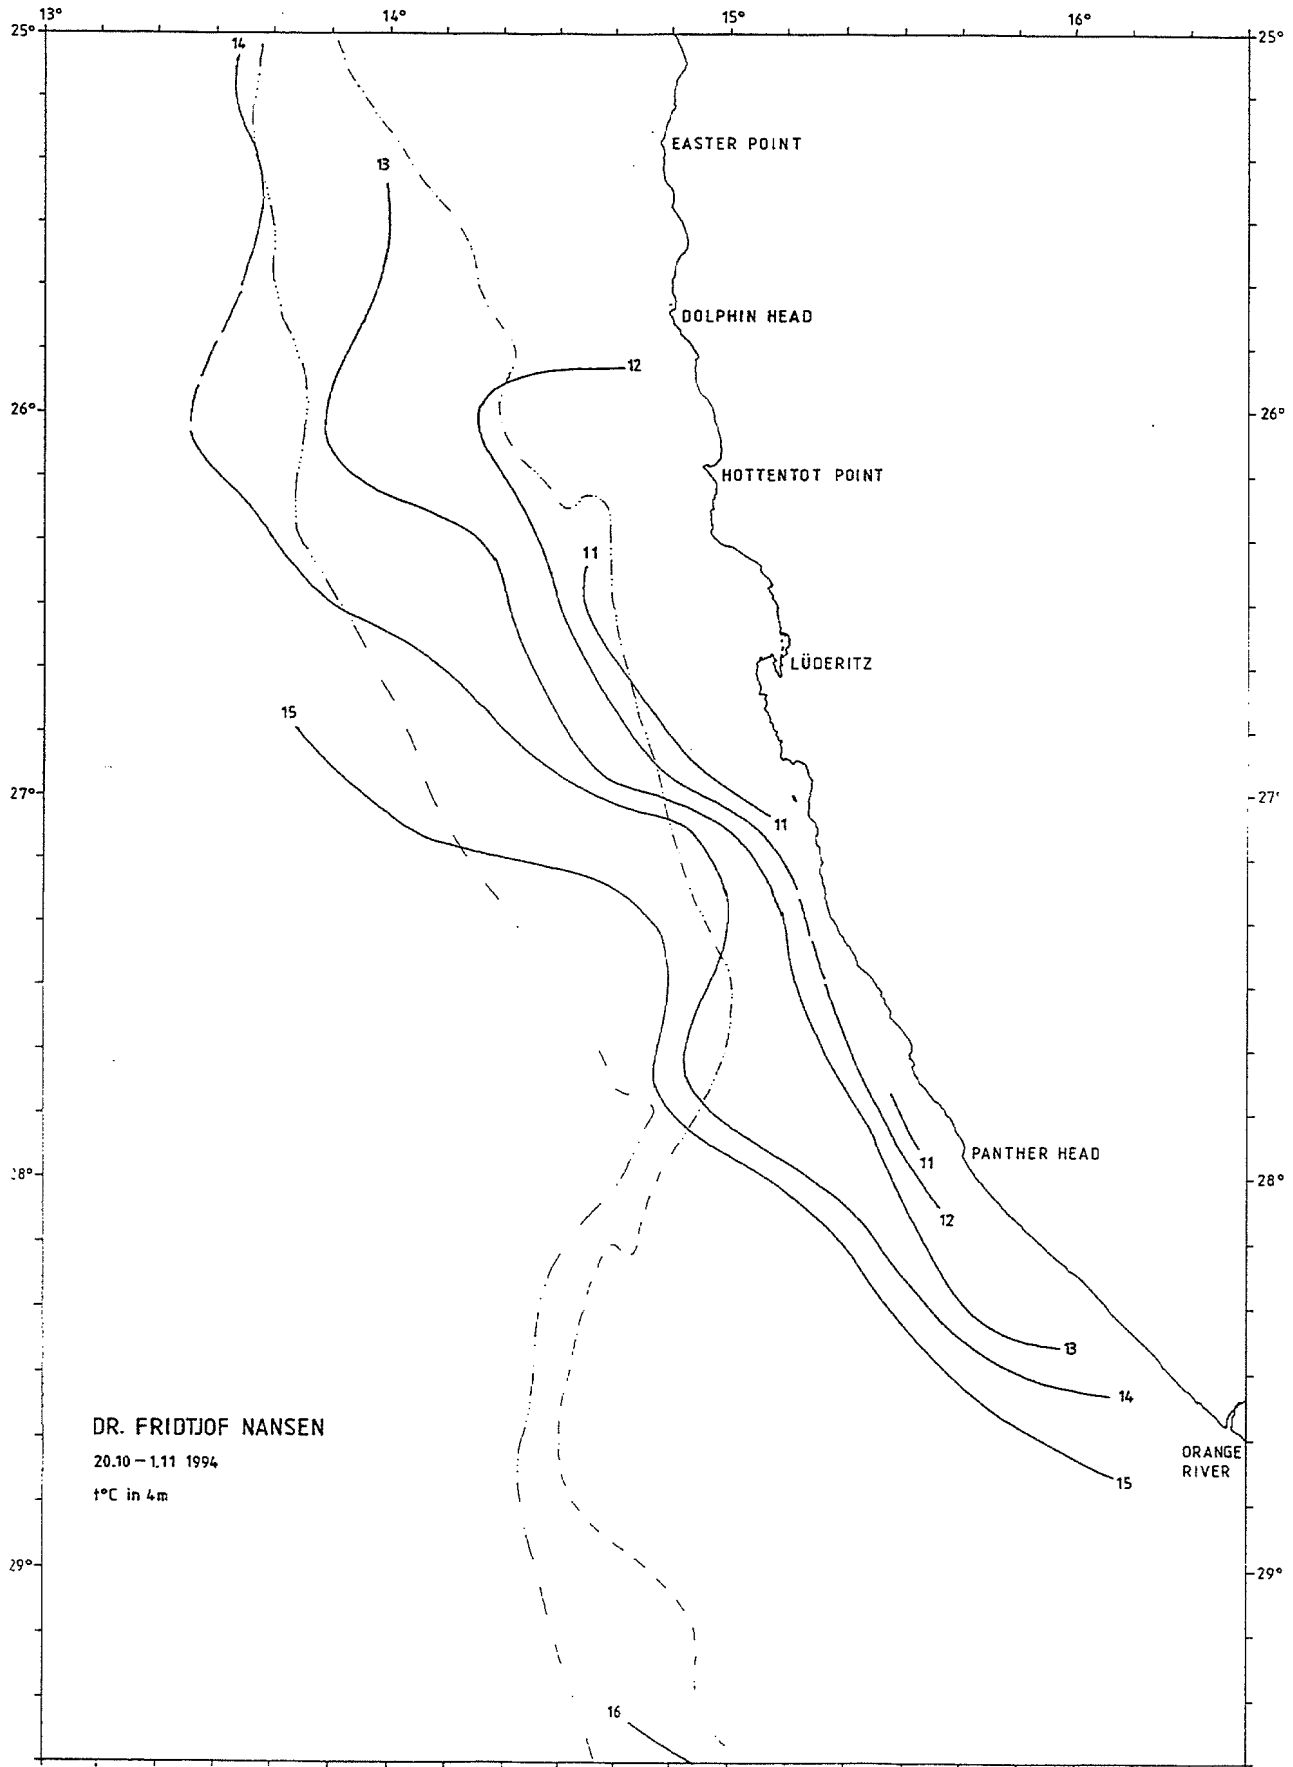 13° 14° 15° 16°
25° 25°
14
EASTER POINT
13
DOLPHIN HEAD
12
26° 26°
HOTTENTOT POINT
11
LÜDERITZ
15
27° 27'
11
PANTHER HEAD
11
28° 28°
12
13
14
DR. FRIDTJOF NANSEN
20.10 – 1.11 1994
t°C in 4m
ORANGE
RIVER
15
29° 29°
16